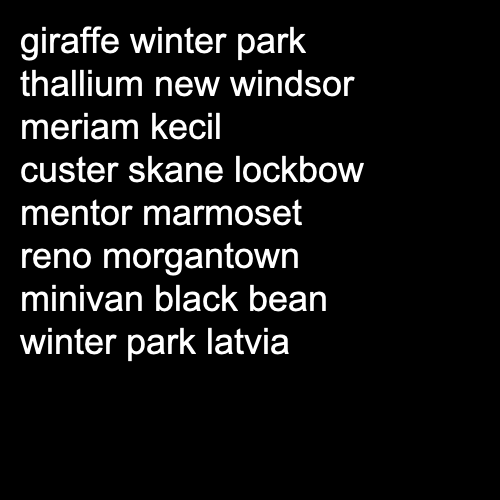 giraffe winter park
thallium new windsor
meriam kecil
custer skane lockbow
mentor marmoset
reno morgantown
minivan black bean
winter park latvia